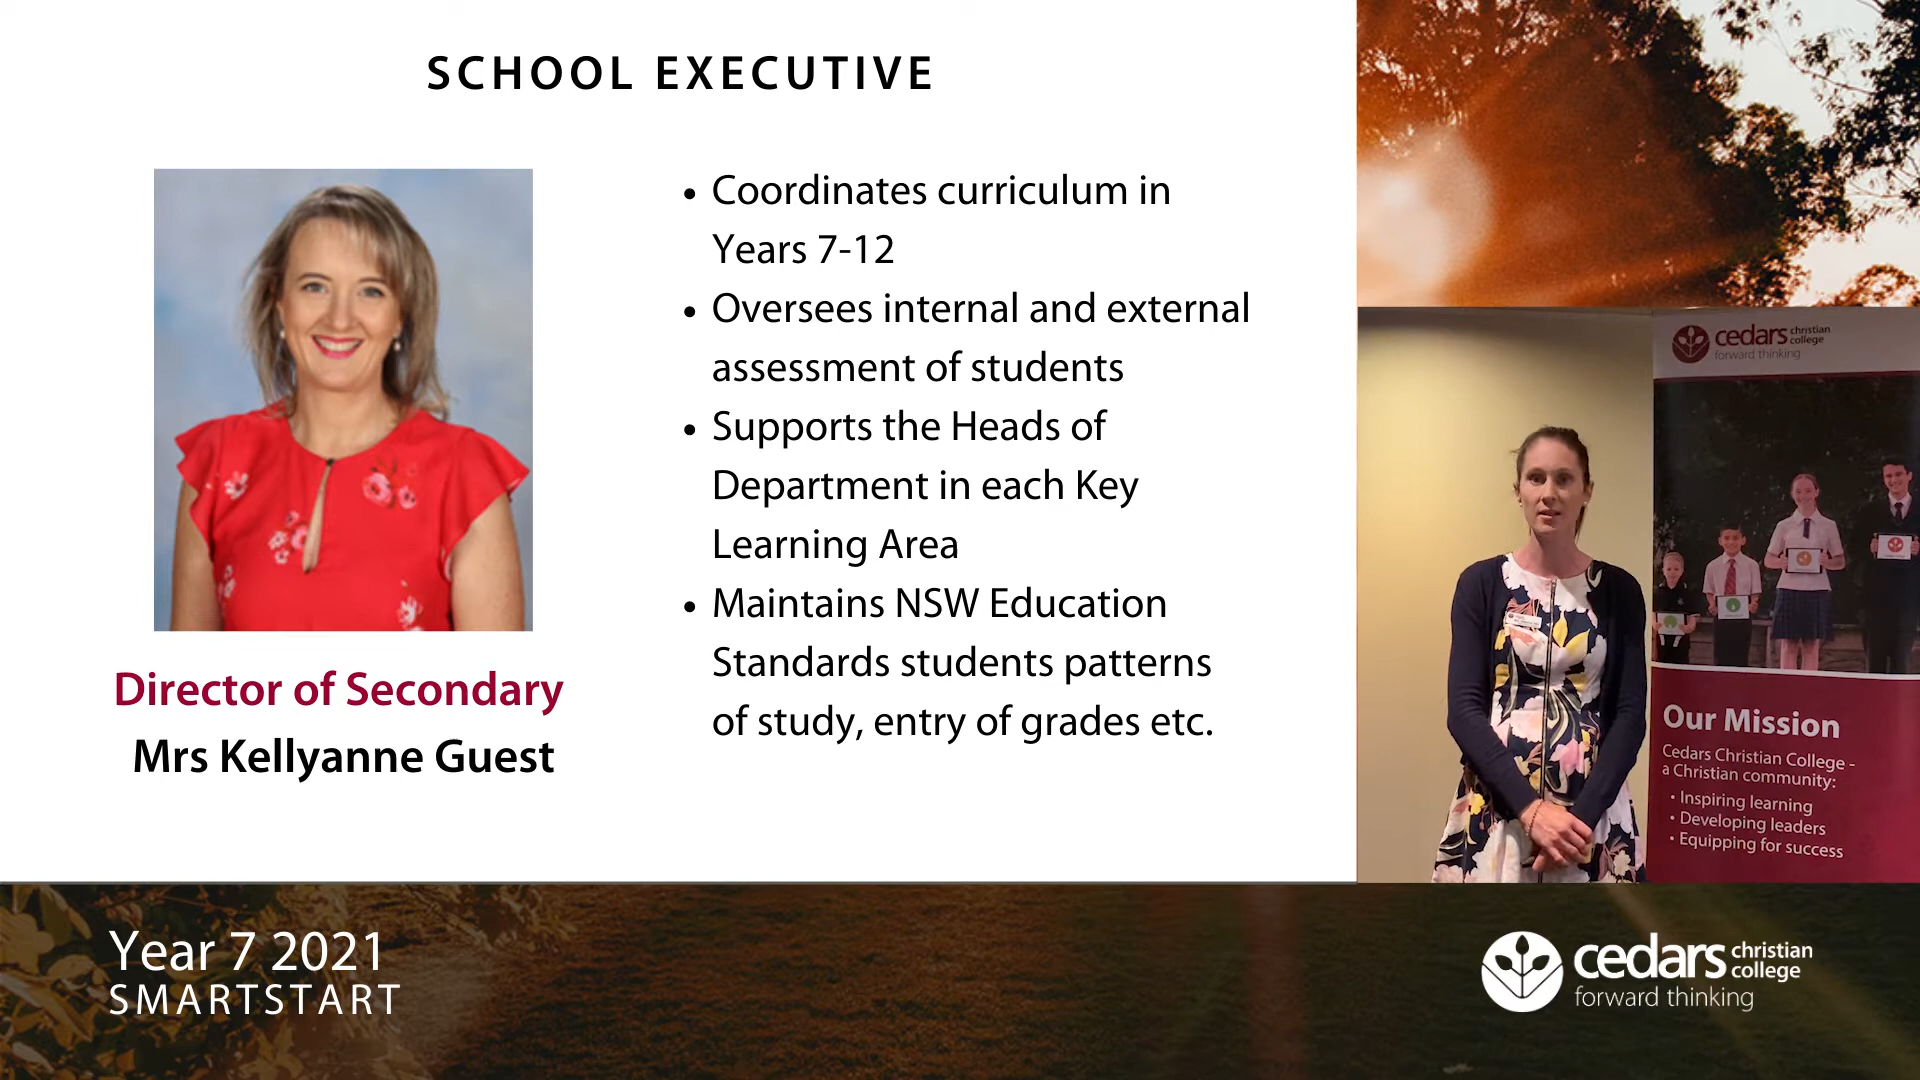 SCHOOL EXECUTIVE
• Coordinates curriculum in
Years 7-12
• Oversees internal and external
assessment of students
• Supports the Heads of
Department in each Key
Learning Area
• Maintains NSW Education
Standards students patterns
of study, entry of grades etc.
Director of Secondary
Mrs Kellyanne Guest
cedars christian college
forward thinking
Our Mission
Cedars Christian College -
a Christian community:
• Inspiring learning
• Developing leaders
• Equipping for success
Year 7 2021
SMARTSTART
cedars christian college
forward thinking